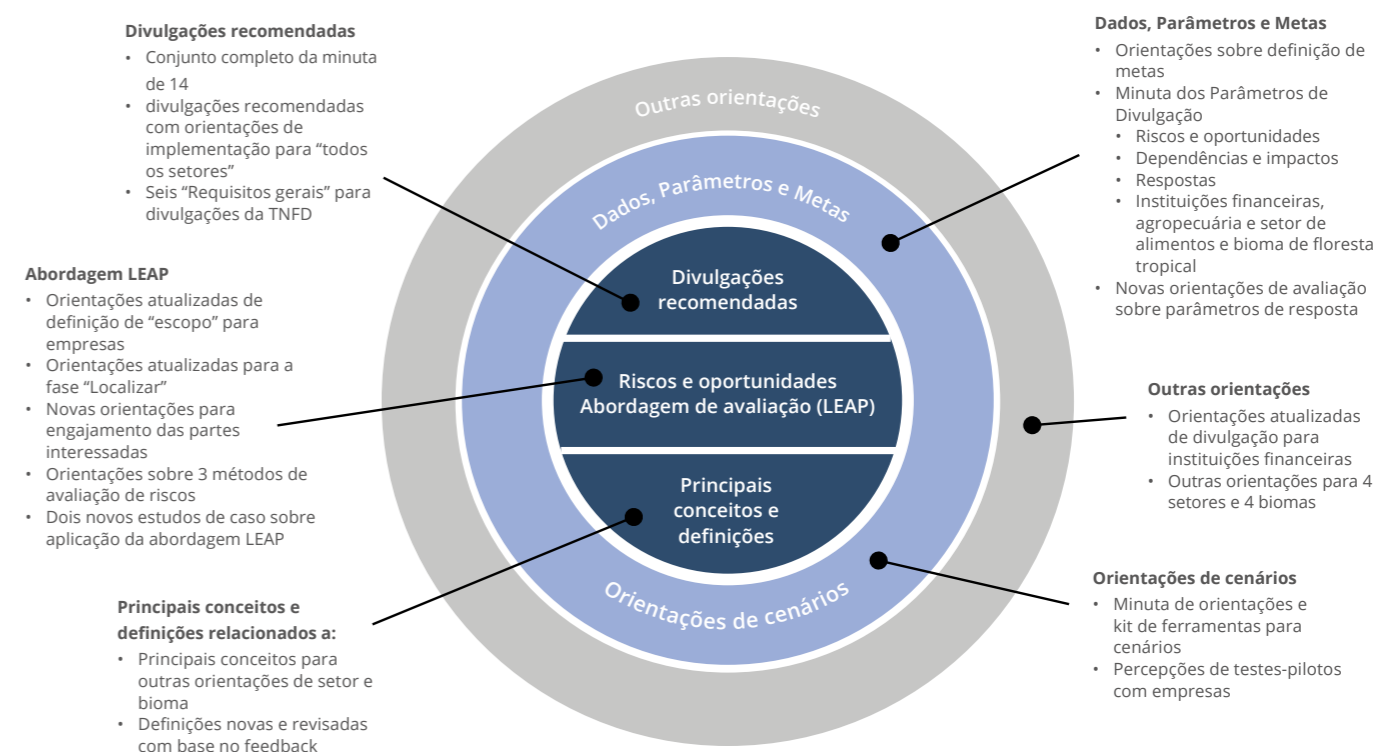 Divulgações recomendadas
• Conjunto completo da minuta
de 14
• divulgações recomendadas
com orientações de
implementação para “todos
os setores”
• Seis “Requisitos gerais” para
divulgações da TNFD
Abordagem LEAP
• Orientações atualizadas de
definição de “escopo” para
empresas
• Orientações atualizadas para a
fase “Localizar”
• Novas orientações para
engajamento das partes
interessadas
• Orientações sobre 3 métodos de
avaliação de riscos
• Dois novos estudos de caso sobre
aplicação da abordagem LEAP
Principais conceitos e
definições relacionados a:
• Principais conceitos para
outras orientações de setor e
bioma
• Definições novas e revisadas
com base no feedback
Outras orientações
Dados, Parâmetros e Metas
Divulgações
recomendadas
Riscos e oportunidades
Abordagem de avaliação (LEAP)
Principais
conceitos e
definições
Orientações de cenários
Dados, Parâmetros e Metas
• Orientações sobre definição de
metas
• Minuta dos Parâmetros de
Divulgação
• Riscos e oportunidades
• Dependências e impactos
• Respostas
• Instituições financeiras,
agropecuária e setor de
alimentos e bioma de floresta
tropical
• Novas orientações de avaliação
sobre parâmetros de resposta
Outras orientações
• Orientações atualizadas
de divulgação para
instituições financeiras
• Outras orientações para 4
setores e 4 biomas
Orientações de cenários
• Minuta de orientações e
kit de ferramentas para
cenários
• Percepções de testes-pilotos
com empresas